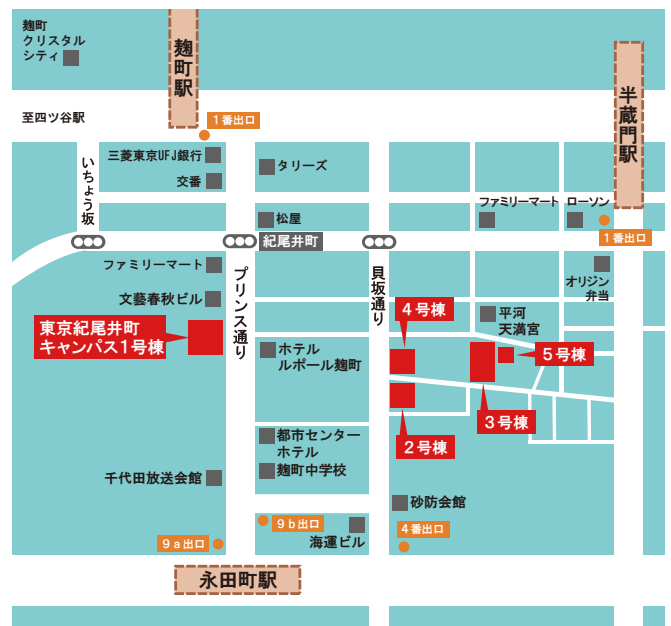 麹町
クリスタル
シティ
麹町駅
半蔵門駅
至四ツ谷駅
1番出口
いちょう坂
三菱東京UFJ銀行
交番
タリーズ
松屋
ファミリーマート
ローソン
紀尾井町
1番出口
ファミリーマート
プリンス通り
貝坂通り
オリジン
弁当
文藝春秋ビル
4号棟
平河
天満宮
東京紀尾井町
キャンパス1号棟
ホテル
ルポール麹町
5号棟
3号棟
2号棟
都市センター
ホテル
麹町中学校
千代田放送会館
砂防会館
9b出口
4番出口
9a出口
海運ビル
永田町駅